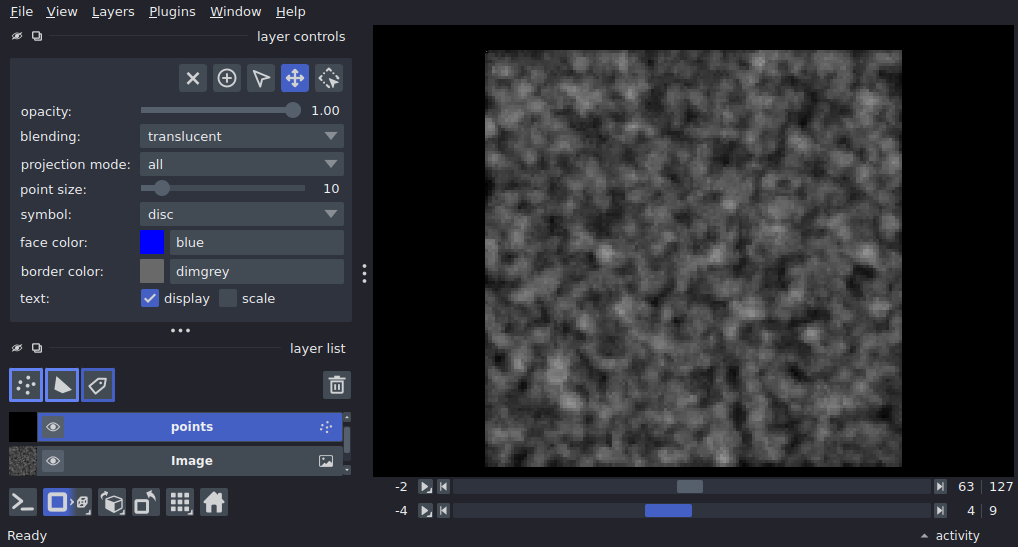 File View Layers Plugins Window Help
layer controls
opacity: 1.00
blending: translucent
projection mode: all
point size: 10
symbol: disc
face color: blue
border color: dimgrey
text: display scale
layer list
points
Image
-2 63 127
-4 4 9
Ready activity